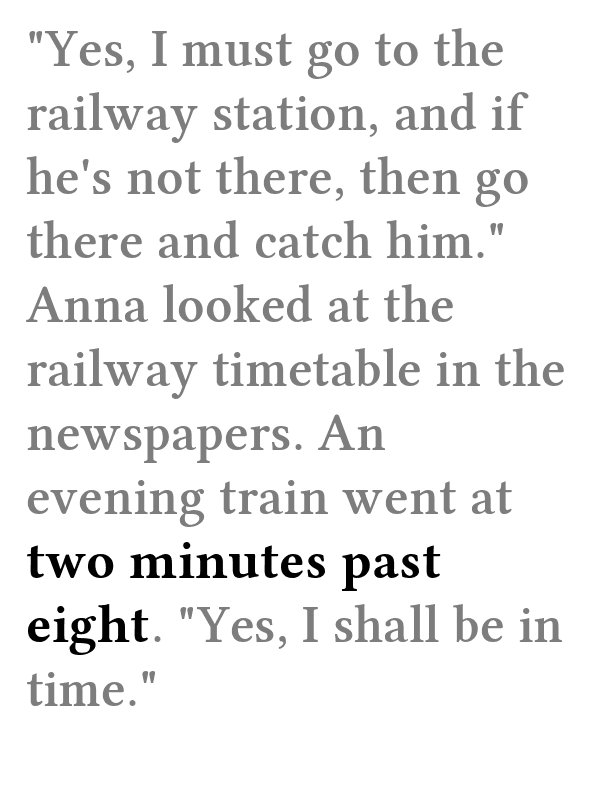 "Yes, I must go to the
railway station, and if
he's not there, then go
there and catch him."
Anna looked at the
railway timetable in the
newspapers. An
evening train went at
two minutes past
eight. "Yes, I shall be in
time."